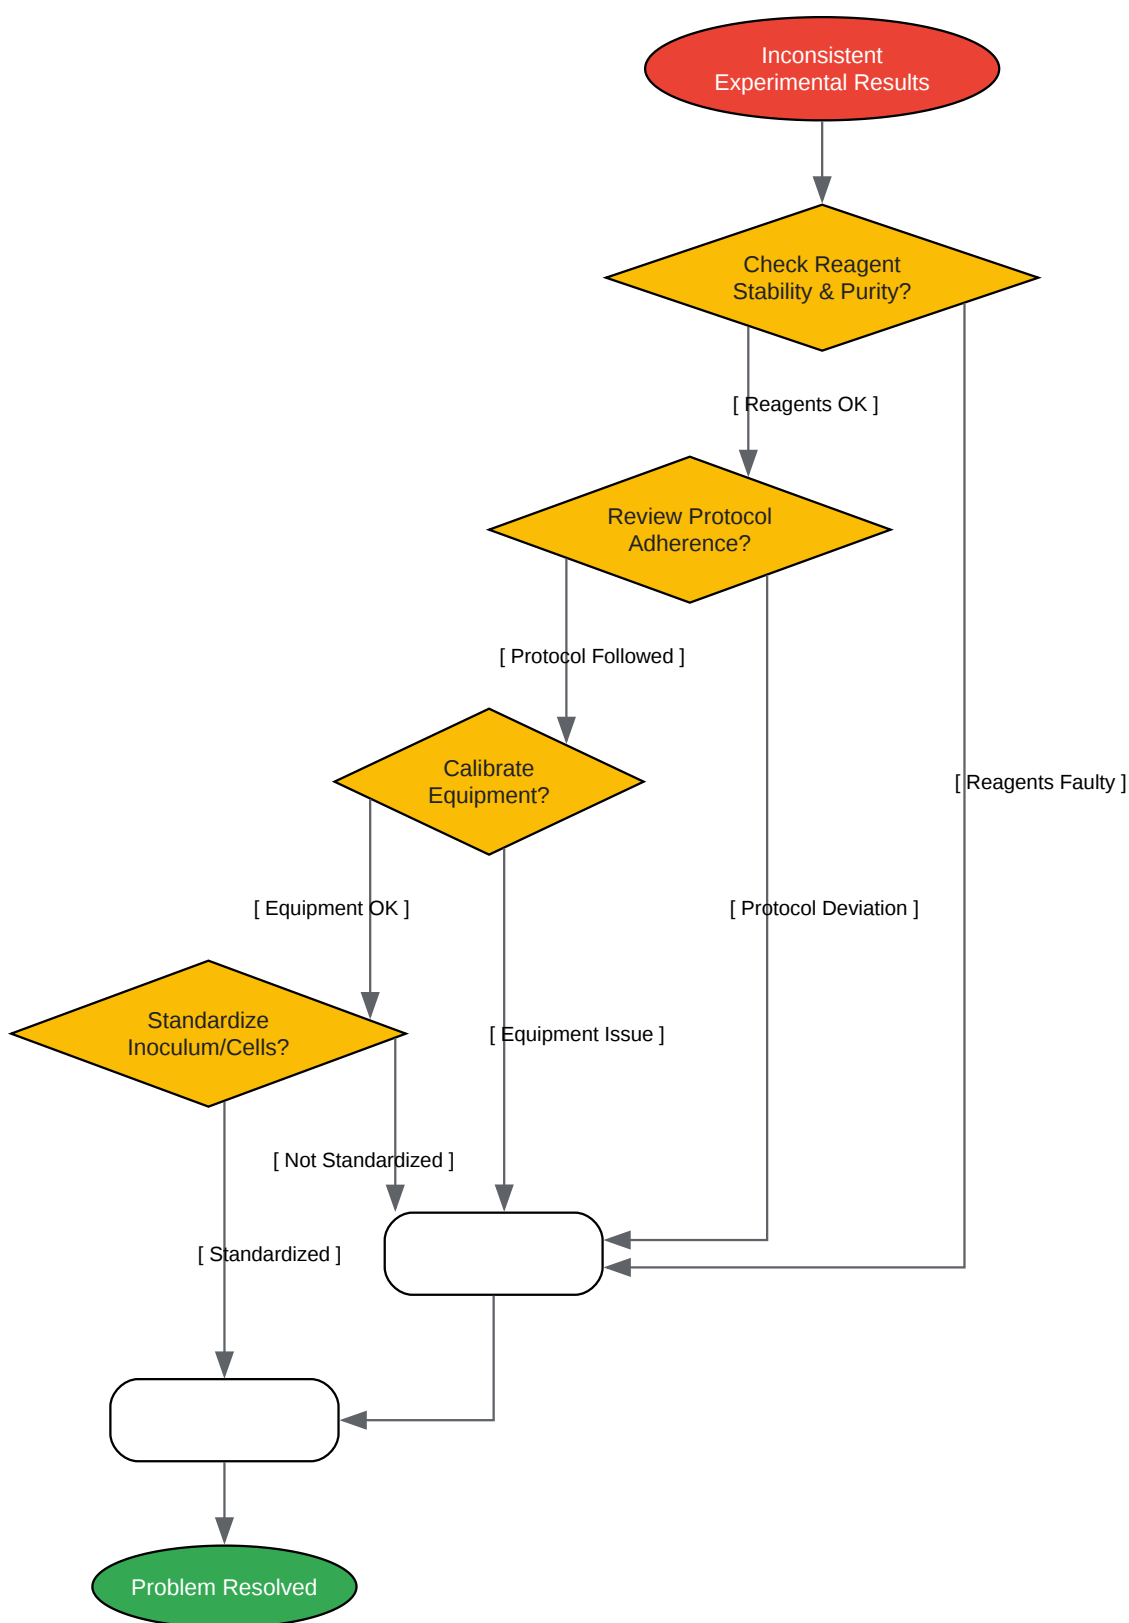 Inconsistent
Experimental Results
Check Reagent
Stability & Purity?
[ Reagents OK ]
Review Protocol
Adherence?
[ Protocol Followed ]
Calibrate
Equipment?
[ Reagents Faulty ]
[ Equipment OK ]
[ Protocol Deviation ]
Standardize
Inoculum/Cells?
[ Equipment Issue ]
[ Not Standardized ]
[ Standardized ]
Problem Resolved